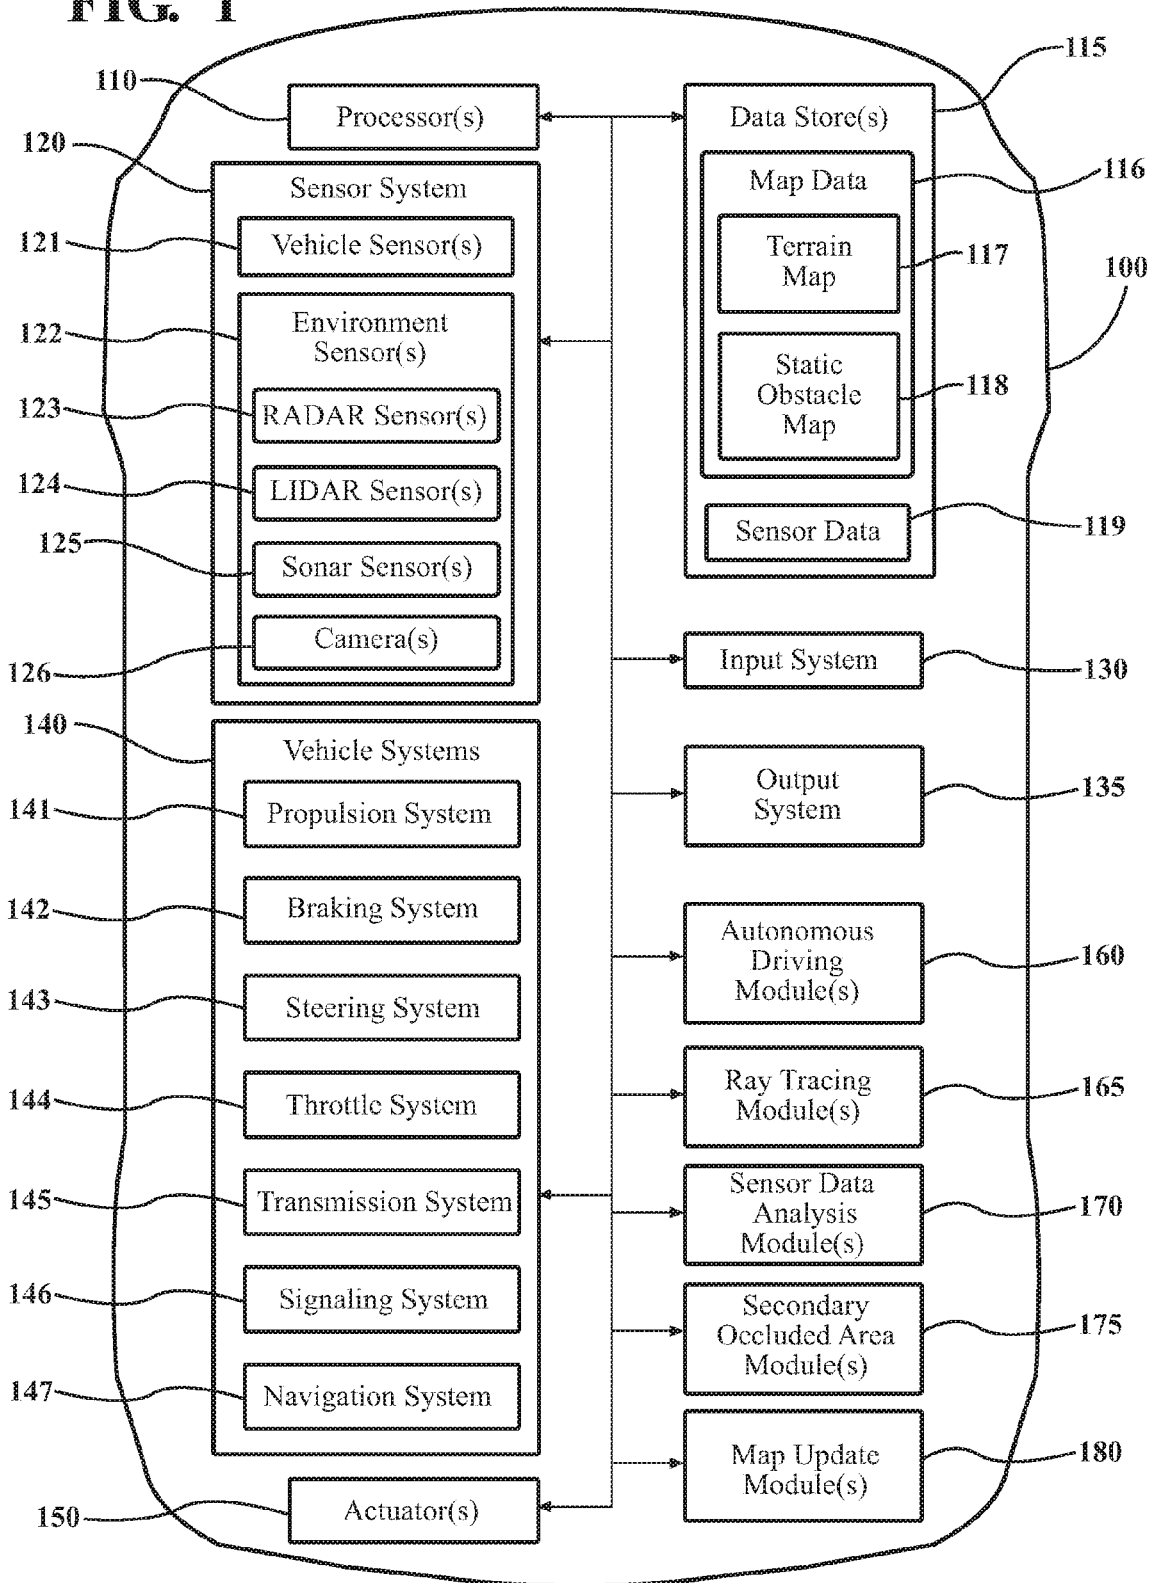 FIG. 1
110
Processor(s)
120
Sensor System
121
Vehicle Sensor(s)
122
Environment
Sensor(s)
123
RADAR Sensor(s)
124
LIDAR Sensor(s)
125
Sonar Sensor(s)
126
Camera(s)
140
Vehicle Systems
141
Propulsion System
142
Braking System
143
Steering System
144
Throttle System
145
Transmission System
146
Signaling System
147
Navigation System
150
Actuator(s)
115
Data Store(s)
Map Data
116
Terrain
Map
117
100
Static
Obstacle
Map
118
Sensor Data
119
Input System
130
Output
System
135
Autonomous
Driving
Module(s)
160
Ray Tracing
Module(s)
165
Sensor Data
Analysis
Module(s)
170
Secondary
Occluded Area
Module(s)
175
Map Update
Module(s)
180